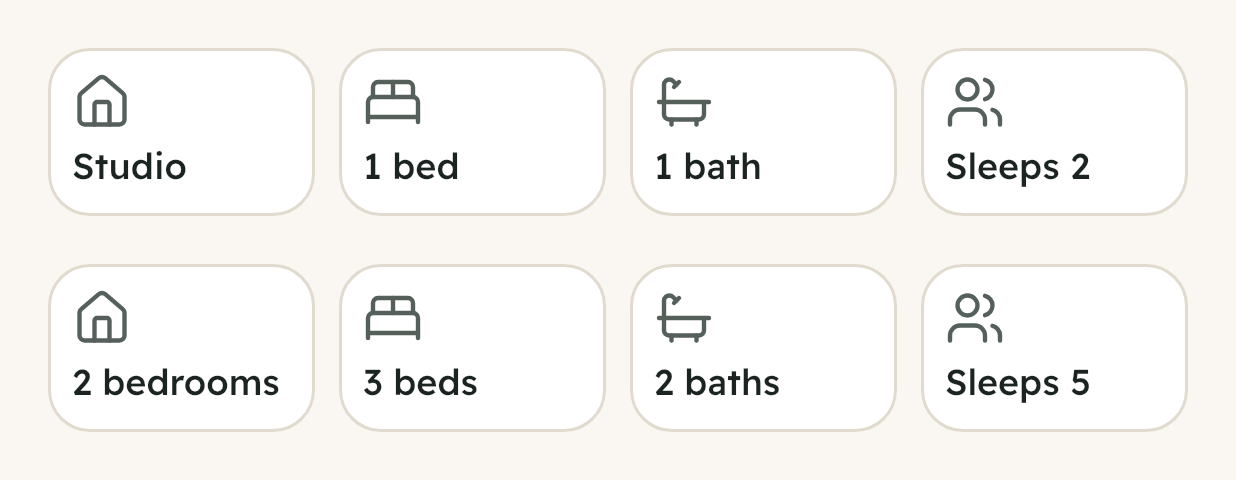 Studio
1 bed
1 bath
Sleeps 2
2 bedrooms
3 beds
2 baths
Sleeps 5